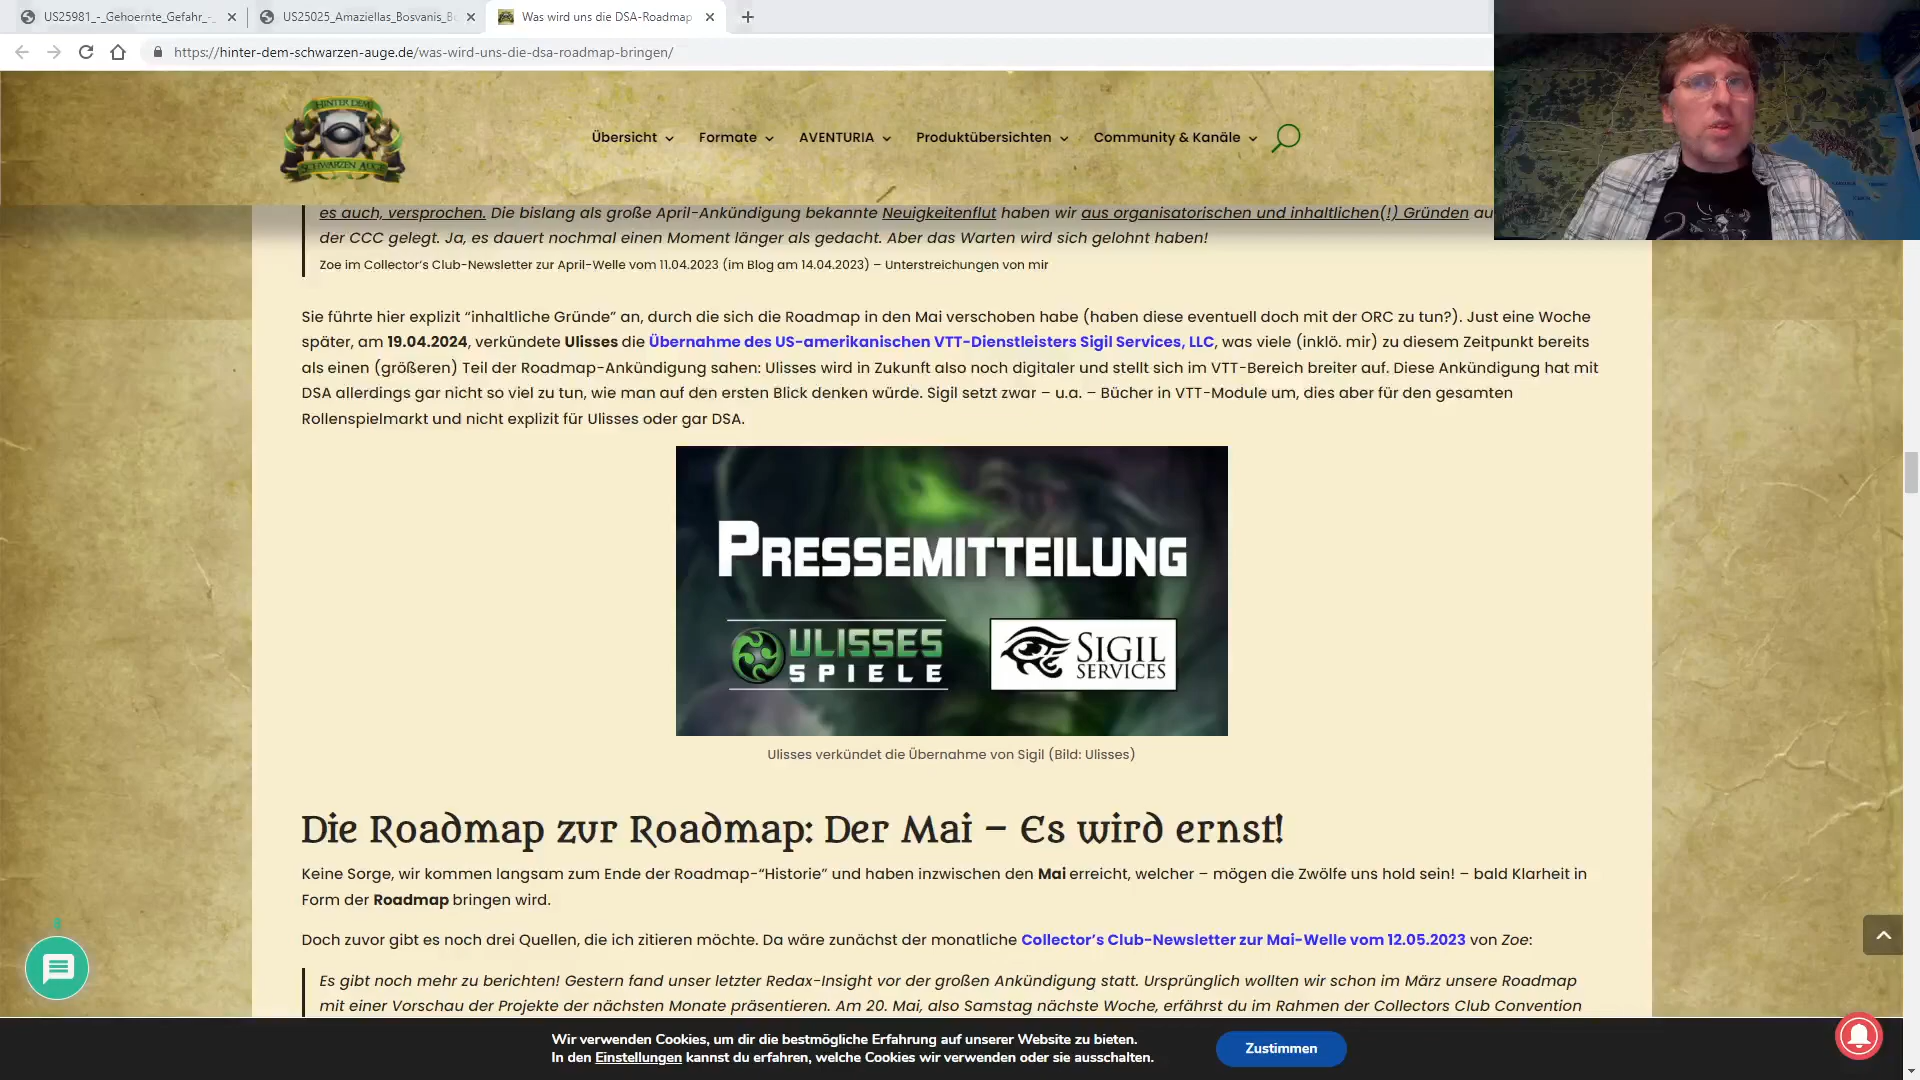 US25981_-_Gehoernte_Gefahr_-_
US25025_Amaziellas_Bosvanis_B
Was wird uns die DSA-Roadmap
https://hinter-dem-schwarzen-auge.de/was-wird-uns-die-dsa-roadmap-bringen/
HINTER DEM
SCHWARZEN AUGE
Übersicht
Formate
AVENTURIA
Produktübersichten
Community & Kanäle
es auch, versprochen. Die bislang als große April-Ankündigung bekannte Neuigkeitenflut haben wir aus organisatorischen und inhaltlichen(!) Gründen au
der CCC gelegt. Ja, es dauert nochmal einen Moment länger als gedacht. Aber das Warten wird sich gelohnt haben!
Zoe im Collector’s Club-Newsletter zur April-Welle vom 11.04.2023 (im Blog am 14.04.2023) – Unterstreichungen von mir
Sie führte hier explizit “inhaltliche Gründe” an, durch die sich die Roadmap in den Mai verschoben habe (haben diese eventuell doch mit der ORC zu tun?). Just eine Woche
später, am 19.04.2024, verkündete Ulisses die Übernahme des US-amerikanischen VTT-Dienstleisters Sigil Services, LLC, was viele (inklö. mir) zu diesem Zeitpunkt bereits
als einen (größeren) Teil der Roadmap-Ankündigung sahen: Ulisses wird in Zukunft also noch digitaler und stellt sich im VTT-Bereich breiter auf. Diese Ankündigung hat mit
DSA allerdings gar nicht so viel zu tun, wie man auf den ersten Blick denken würde. Sigil setzt zwar – u.a. – Bücher in VTT-Module um, dies aber für den gesamten
Rollenspielmarkt und nicht explizit für Ulisses oder gar DSA.
PRESSEMITTEILUNG
ULISSES
SPIELE
SIGIL
SERVICES
Ulisses verkündet die Übernahme von Sigil (Bild: Ulisses)
Die Roadmap zur Roadmap: Der Mai – Es wird ernst!
Keine Sorge, wir kommen langsam zum Ende der Roadmap-“Historie” und haben inzwischen den Mai erreicht, welcher – mögen die Zwölfe uns hold sein! – bald Klarheit in
Form der Roadmap bringen wird.
Doch zuvor gibt es noch drei Quellen, die ich zitieren möchte. Da wäre zunächst der monatliche Collector’s Club-Newsletter zur Mai-Welle vom 12.05.2023 von Zoe:
Es gibt noch mehr zu berichten! Gestern fand unser letzter Redax-Insight vor der großen Ankündigung statt. Ursprünglich wollten wir schon im März unsere Roadmap
mit einer Vorschau der Projekte der nächsten Monate präsentieren. Am 20. Mai, also Samstag nächste Woche, erfährst du im Rahmen der Collectors Club Convention
Wir verwenden Cookies, um dir die bestmögliche Erfahrung auf unserer Website zu bieten.
In den Einstellungen kannst du erfahren, welche Cookies wir verwenden oder sie ausschalten.
Zustimmen